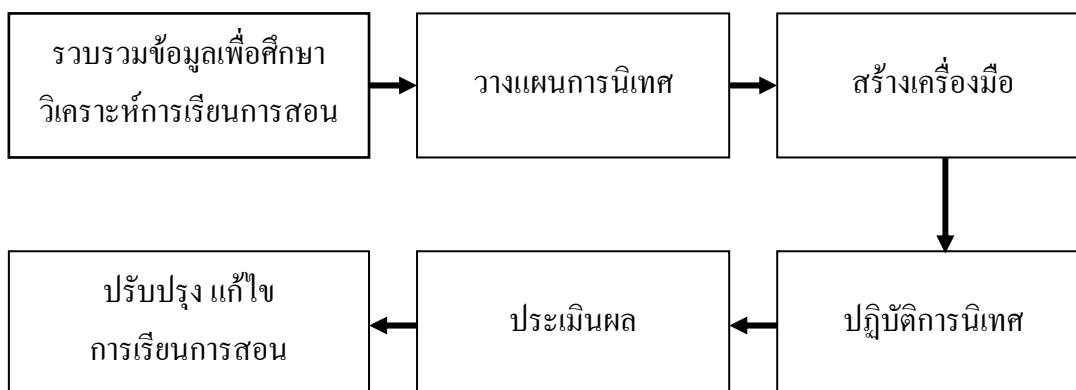 รวบรวมข้อมูลเพื่อศึกษา
วิเคราะห์การเรียนการสอน
วางแผนการนิเทศ
สร้างเครื่องมือ
ปฏิบัติการนิเทศ
ประเมินผล
ปรับปรุง แก้ไข
การเรียนการสอน